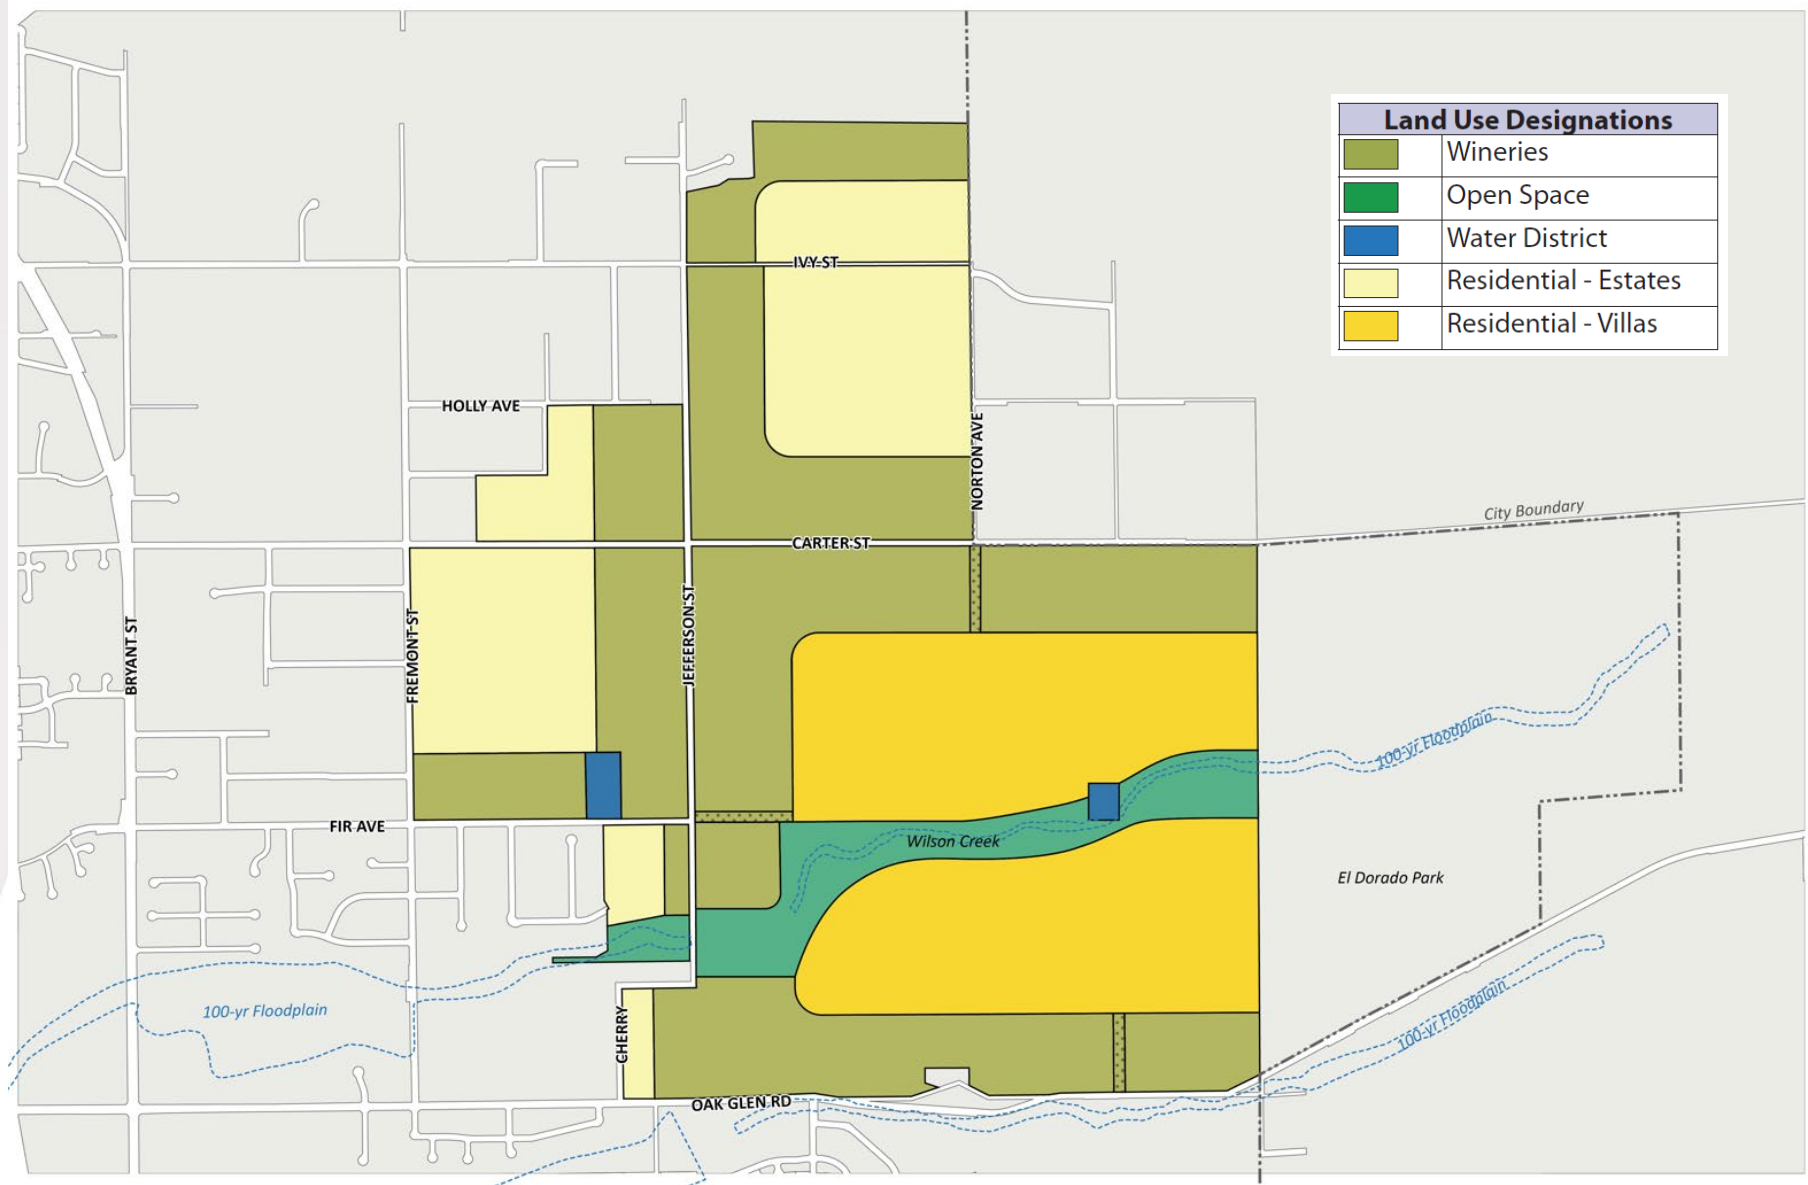 Land Use Designations
Wineries
Open Space
Water District
Residential - Estates
Residential - Villas
IVY ST
HOLLY AVE
NORTON AVE
City Boundary
CARTER ST
BRYANT ST
FREMONT ST
JEFFERSON ST
100-yr Floodplain
FIR AVE
Wilson Creek
El Dorado Park
100-yr Floodplain
100-yr Floodplain
CHERRY
OAK GLEN RD